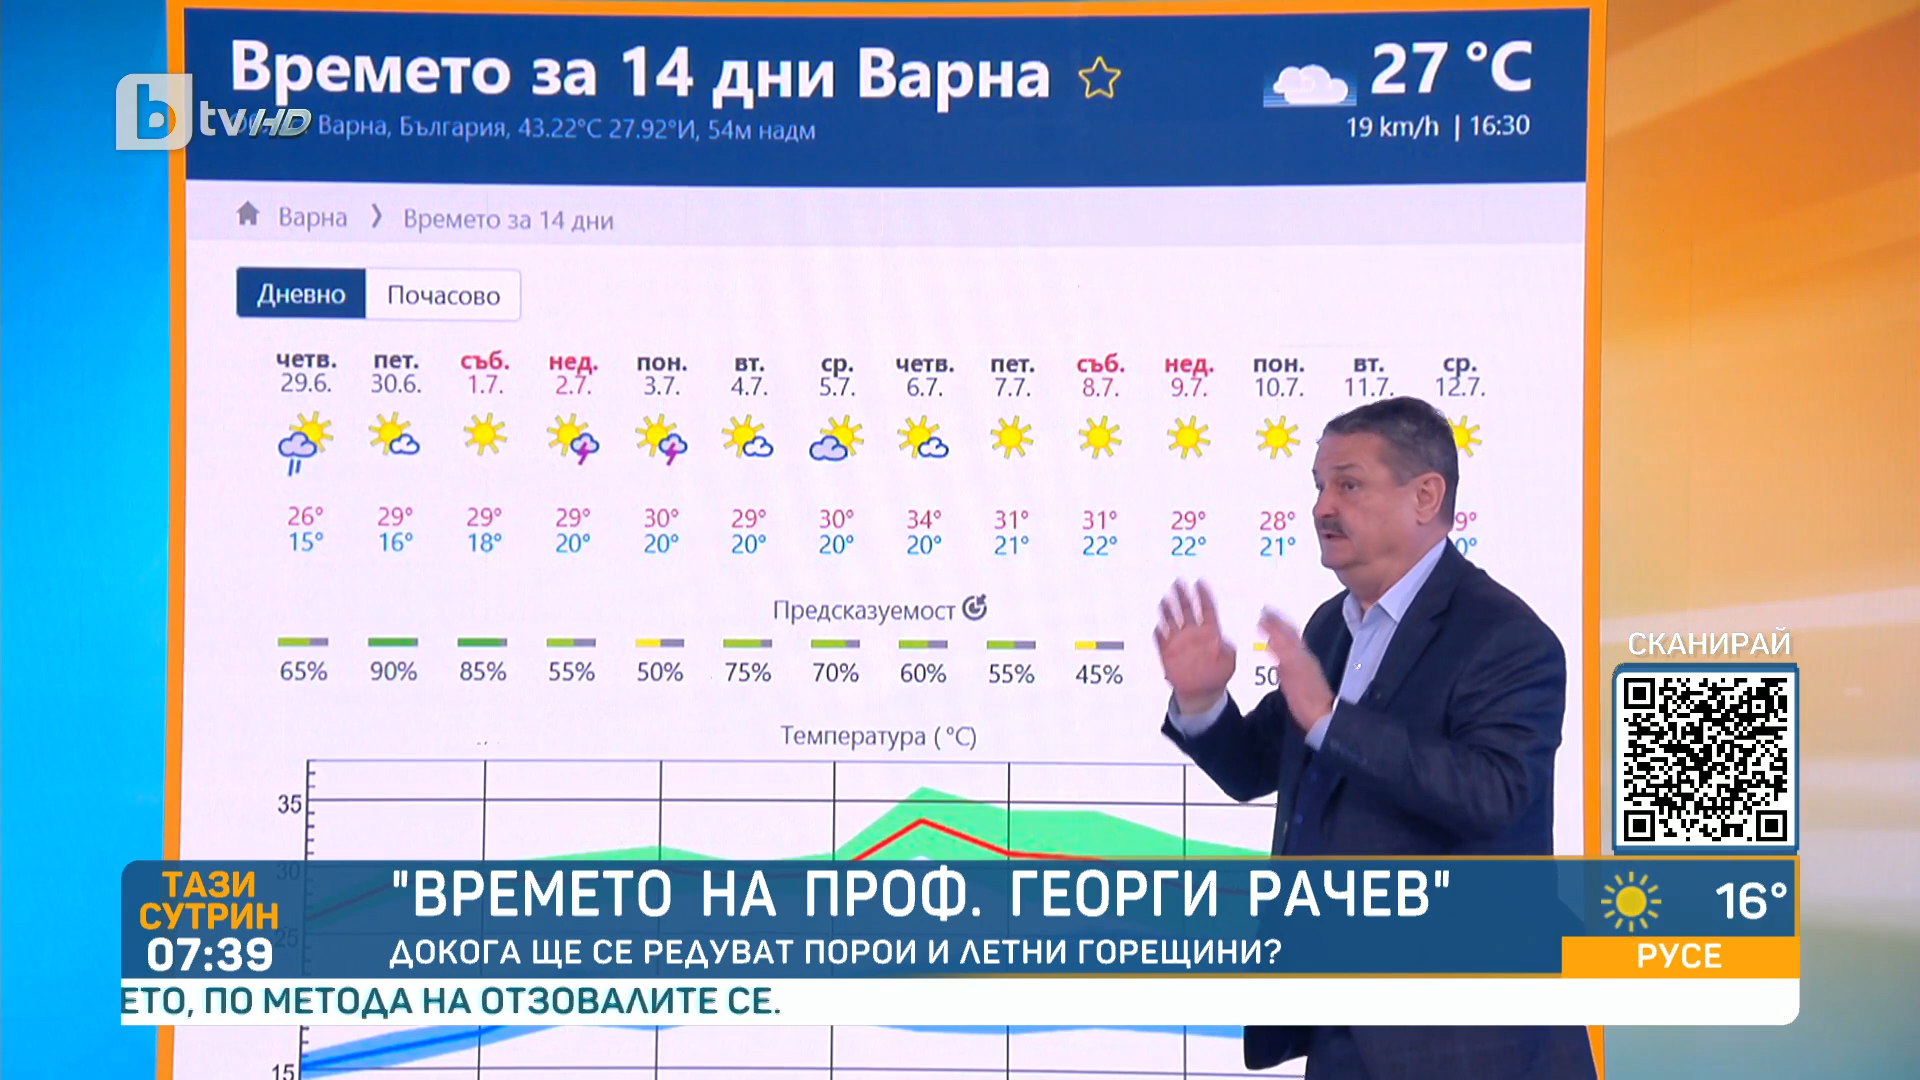 Времето за 14 дни Варна
27 °C
Варна, България, 43.22°С 27.92°И, 54м надм
19 km/h | 16:30
btv HD
Варна > Времето за 14 дни
Дневно Почасово
четв. пет. съб. нед. пон. вт. ср. четв. пет. съб. нед. пон. вт. ср.
29.6. 30.6. 1.7. 2.7. 3.7. 4.7. 5.7. 6.7. 7.7. 8.7. 9.7. 10.7. 11.7. 12.7.
26° 29° 29° 29° 30° 29° 30° 34° 31° 31° 29° 28° 9°
15° 16° 18° 20° 20° 20° 20° 20° 21° 22° 22° 21° 0°
Предсказуемост
65% 90% 85% 55% 50% 75% 70% 60% 55% 45% 50
Температура ( °C)
35
30
25
15
СКАНИРАЙ
ТАЗИ СУТРИН
07:39
"ВРЕМЕТО НА ПРОФ. ГЕОРГИ РАЧЕВ"
ДОКОГА ЩЕ СЕ РЕДУВАТ ПОРОИ И ЛЕТНИ ГОРЕЩИНИ?
16°
РУСЕ
ЕТО, ПО МЕТОДА НА ОТЗОВАЛИТЕ СЕ.